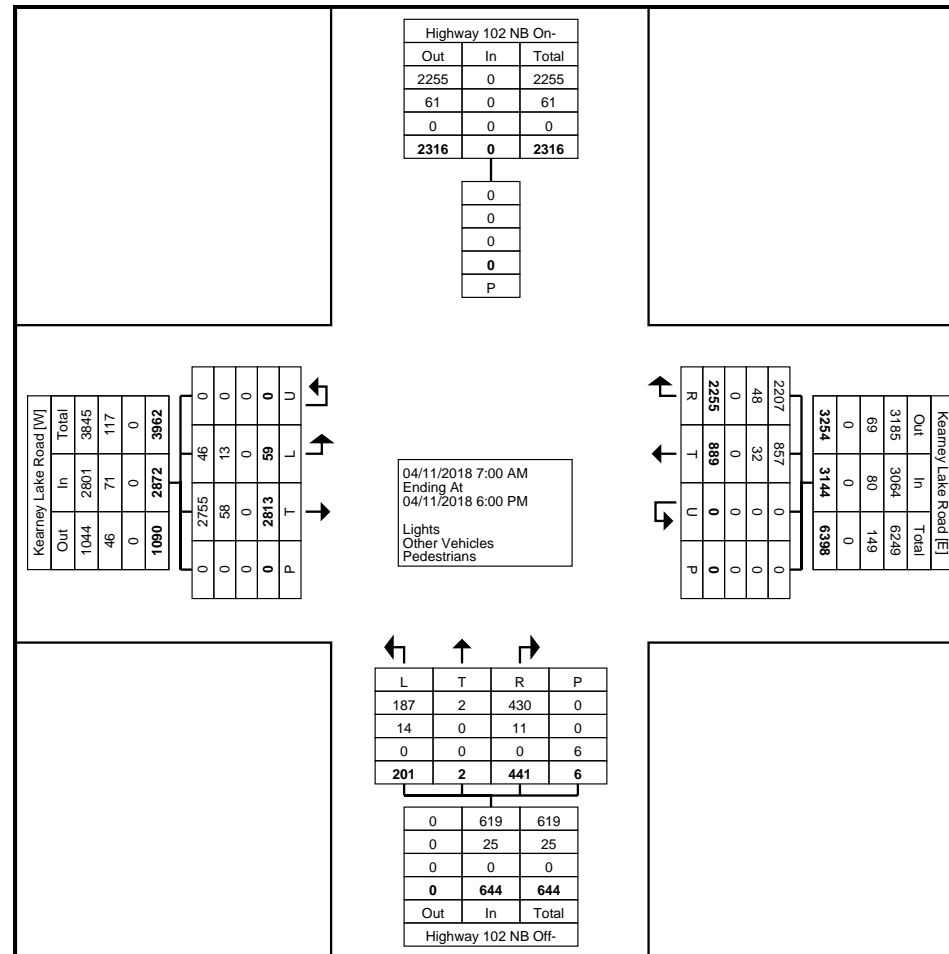 Highway 102 NB On-
Out In Total
2255 0 2255
61 0 61
0 0 0
2316 0 2316
0
0
0
0
P
Kearney Lake Road [W]
Total In Out
3845 2801 1044
117 71 46
0 0 0
3962 2872 1090
0 46 2755 0
0 13 58 0
0 0 0 0
0 59 2813 0
U L T P
04/11/2018 7:00 AM
Ending At
04/11/2018 6:00 PM
Lights
Other Vehicles
Pedestrians
Kearney Lake Road [E]
Out In Total
3185 3064 6249
69 80 149
0 0 0
3254 3144 6398
2207 857 0 0
48 32 0 0
0 0 0 0
2255 889 0 0
R T U P
L T R P
187 2 430 0
14 0 11 0
0 0 0 6
201 2 441 6
0 619 619
0 25 25
0 0 0
0 644 644
Out In Total
Highway 102 NB Off-